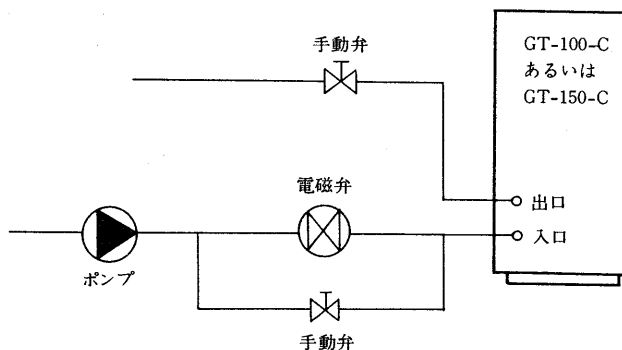 手動弁
GT-100-C
あるいは
GT-150-C
電磁弁
出口
入口
ポンプ
手動弁